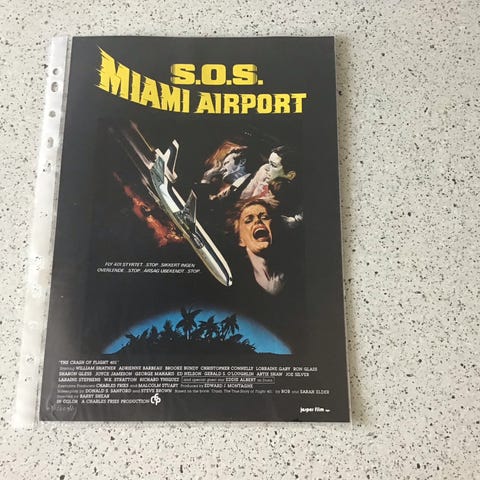 S.O.S.
MIAMI AIRPORT
FLY 401 STYRTET...STOP...SIKKERT INGEN
OVERLENDE...STOP...ÅRSAG UBEKENDT...STOP...
"THE CRASH OF FLIGHT 401"
Starring WILLIAM SHATNER ADRIENNE BARBEAU BROOKE BUNDY CHRISTOPHER CONNELLY LORRAINE GARY RON GLASS
SHARON GLESS JOYCE JAMESON GEORGE MAHARIS ED NELSON GERALD S. O'LOUGHLIN ARTIE SHAW JOE SILVER
LARAINE STEPHENS W.K. STRATTON RICHARD YNIGUEZ and special guest star EDDIE ALBERT as Dunn
Executive Producers CHARLES FRIES and MALCOLM STUART Produced by EDWARD J. MONTAGNE
Teleplay by DONALD S. SANFORD and STEVE BROWN Based on the book "Crash, The True Story of Flight 401" by ROB and SARAH ELDER
Directed by BARRY SHEAR
IN COLOR A CHARLES FRIES PRODUCTION
jasper film